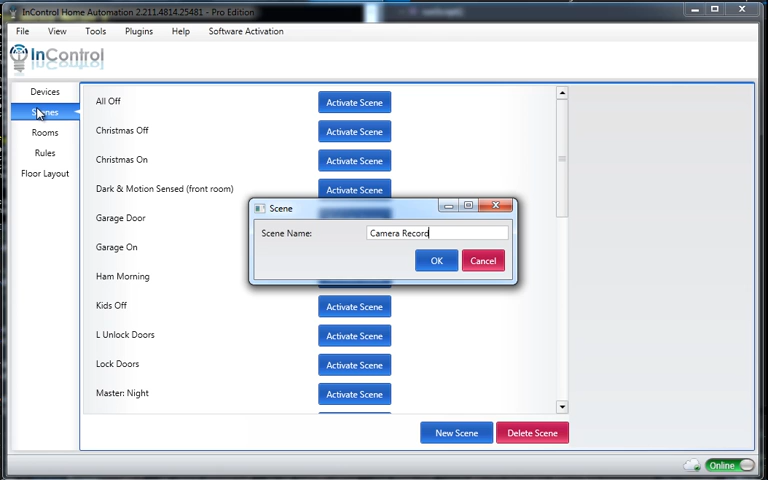 InControl Home Automation 2.211.4814.25481 - Pro Edition
File View Tools Plugins Help Software Activation
InControl
Devices
Scenes
Rooms
Rules
Floor Layout
All Off Activate Scene
Christmas Off Activate Scene
Christmas On Activate Scene
Dark & Motion Sensed (front room) Activate Scene
Garage Door
Garage On
Ham Morning
Kids Off Activate Scene
L Unlock Doors Activate Scene
Lock Doors Activate Scene
Master: Night Activate Scene
Scene
Scene Name: Camera Record
OK Cancel
New Scene Delete Scene
Online